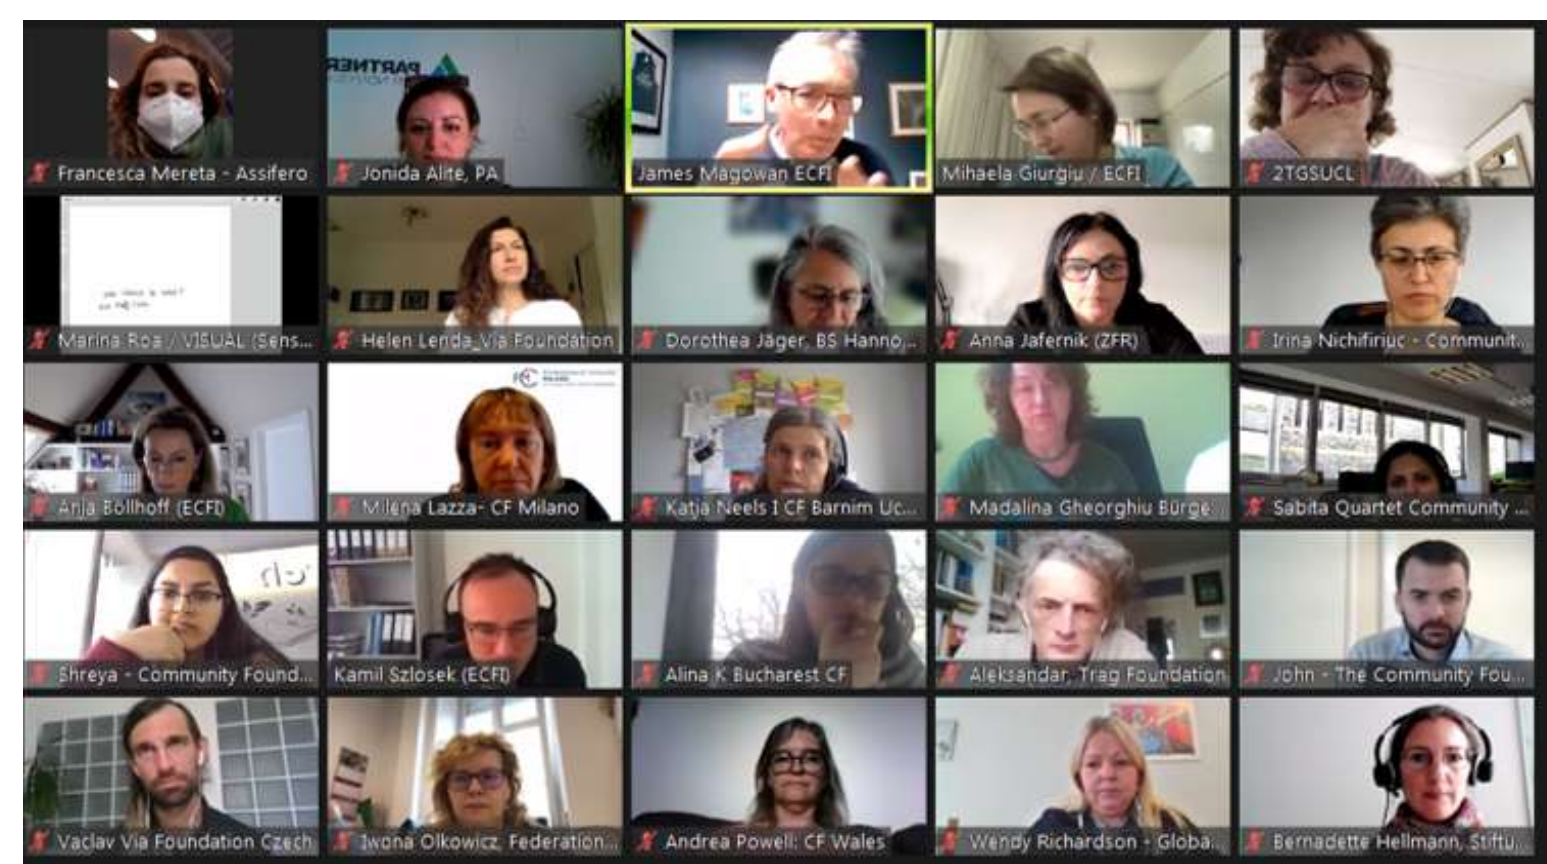 PARTNER
Francesca Mereta - Assifero
Jonida Alite, PA
James Magowan ECFI
Mihaela Giurgiu / ECFI
2TGSUCL
Marina Roa / VISUAL (Sens...
Helen Lenda_Via Foundation
Dorothea Jäger, BS Hanno...
Anna Jafernik (ZFR)
Irina Nichifiriuc - Communit...
Anja Böllhoff (ECFI)
Milena Lazza- CF Milano
Katja Neels I CF Barnim Uc...
Madalina Gheorghiu Bürge
Sabita Quartet Community ...
Shreya - Community Found...
Kamil Szlosek (ECFI)
Alina K Bucharest CF
Aleksandar, Trag Foundation
John - The Community Fou...
Vaclav Via Foundation Czech
Iwona Olkowicz, Federation...
Andrea Powell: CF Wales
Wendy Richardson - Globa...
Bernadette Hellmann, Stiftu...